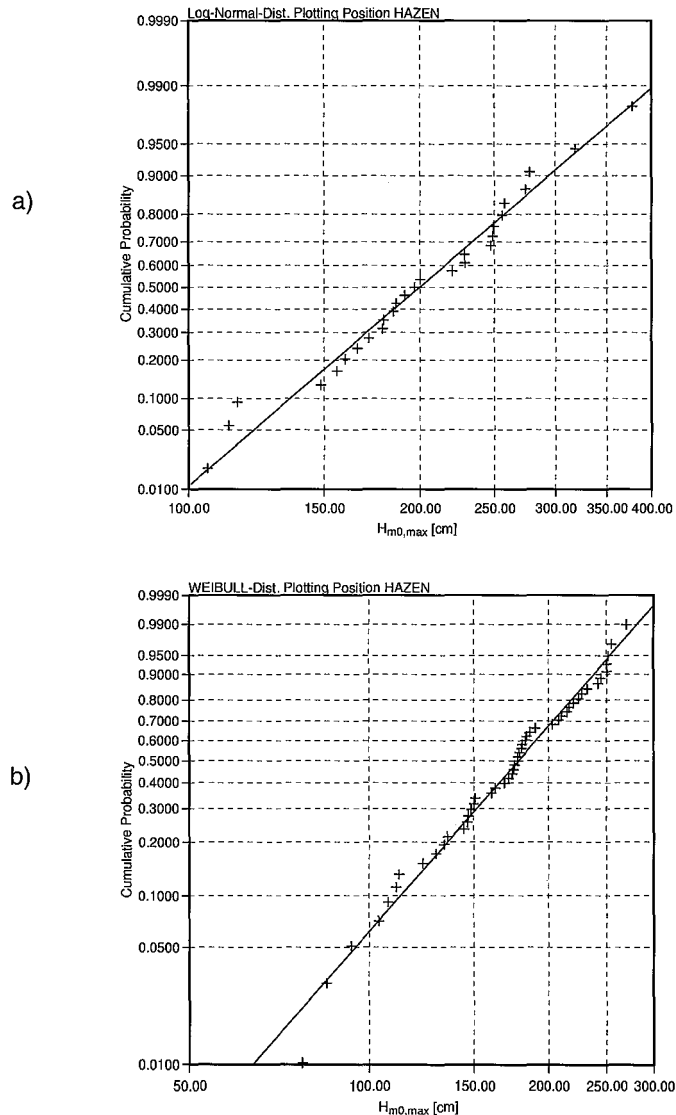 Log-Normal-Dist. Plotting Position HAZEN
0.9990
0.9900
0.9500
0.9000
0.8000
0.7000
0.6000
0.5000
0.4000
0.3000
0.2000
0.1000
0.0500
0.0100
Cumulative Probability
a)
100.00 150.00 200.00 250.00 300.00 350.00 400.00
Hm0,max [cm]
WEIBULL-Dist. Plotting Position HAZEN
0.9990
0.9900
0.9500
0.9000
0.8000
0.7000
0.6000
0.5000
0.4000
0.3000
0.2000
0.1000
0.0500
0.0100
Cumulative Probability
b)
50.00 100.00 150.00 200.00 250.00 300.00
Hm0,max [cm]